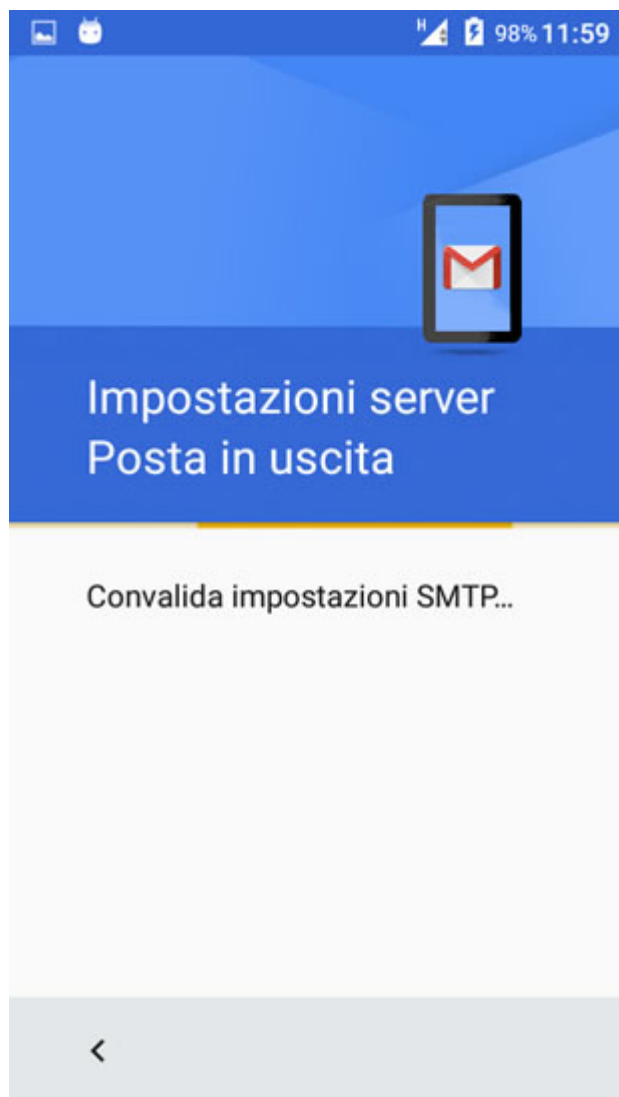 H 98% 11:59
Impostazioni server
Posta in uscita
Convalida impostazioni SMTP...